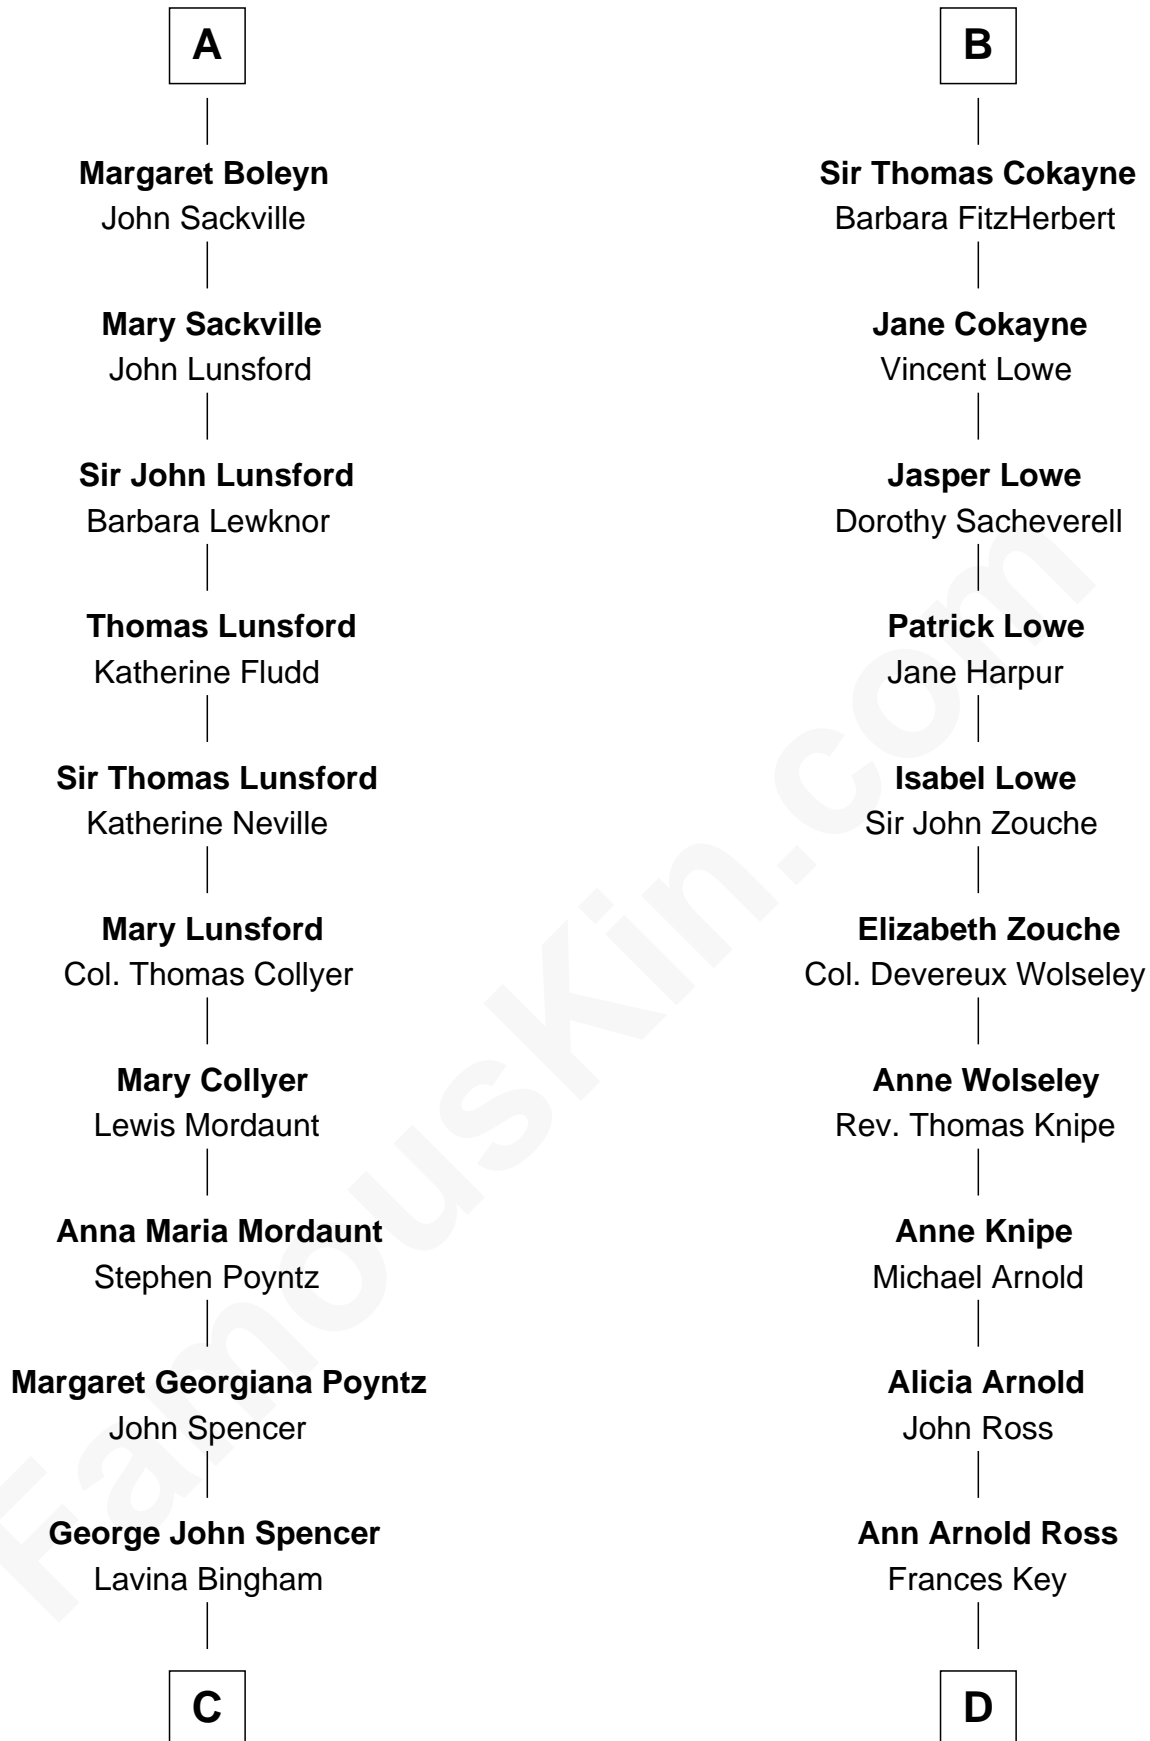 A
Margaret Boleyn
John Sackville
Mary Sackville
John Lunsford
Sir John Lunsford
Barbara Lewknor
Thomas Lunsford
Katherine Fludd
Sir Thomas Lunsford
Katherine Neville
Mary Lunsford
Col. Thomas Collyer
Mary Collyer
Lewis Mordaunt
Anna Maria Mordaunt
Stephen Poyntz
Margaret Georgiana Poyntz
John Spencer
George John Spencer
Lavina Bingham
C
B
Sir Thomas Cokayne
Barbara FitzHerbert
Jane Cokayne
Vincent Lowe
Jasper Lowe
Dorothy Sacheverell
Patrick Lowe
Jane Harpur
Isabel Lowe
Sir John Zouche
Elizabeth Zouche
Col. Devereux Wolseley
Anne Wolseley
Rev. Thomas Knipe
Anne Knipe
Michael Arnold
Alicia Arnold
John Ross
Ann Arnold Ross
Frances Key
D
FamousKin.com